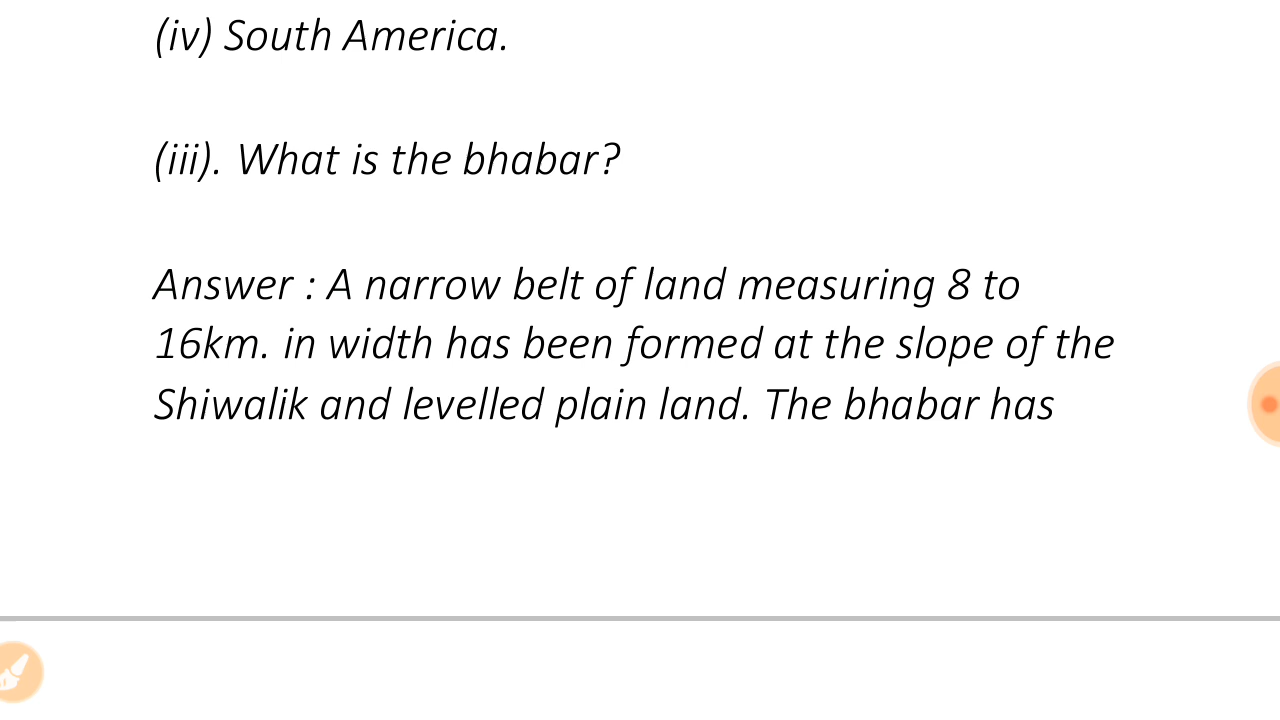 (iv) South America.
(iii). What is the bhabar?
Answer : A narrow belt of land measuring 8 to
16km. in width has been formed at the slope of the
Shiwalik and levelled plain land. The bhabar has